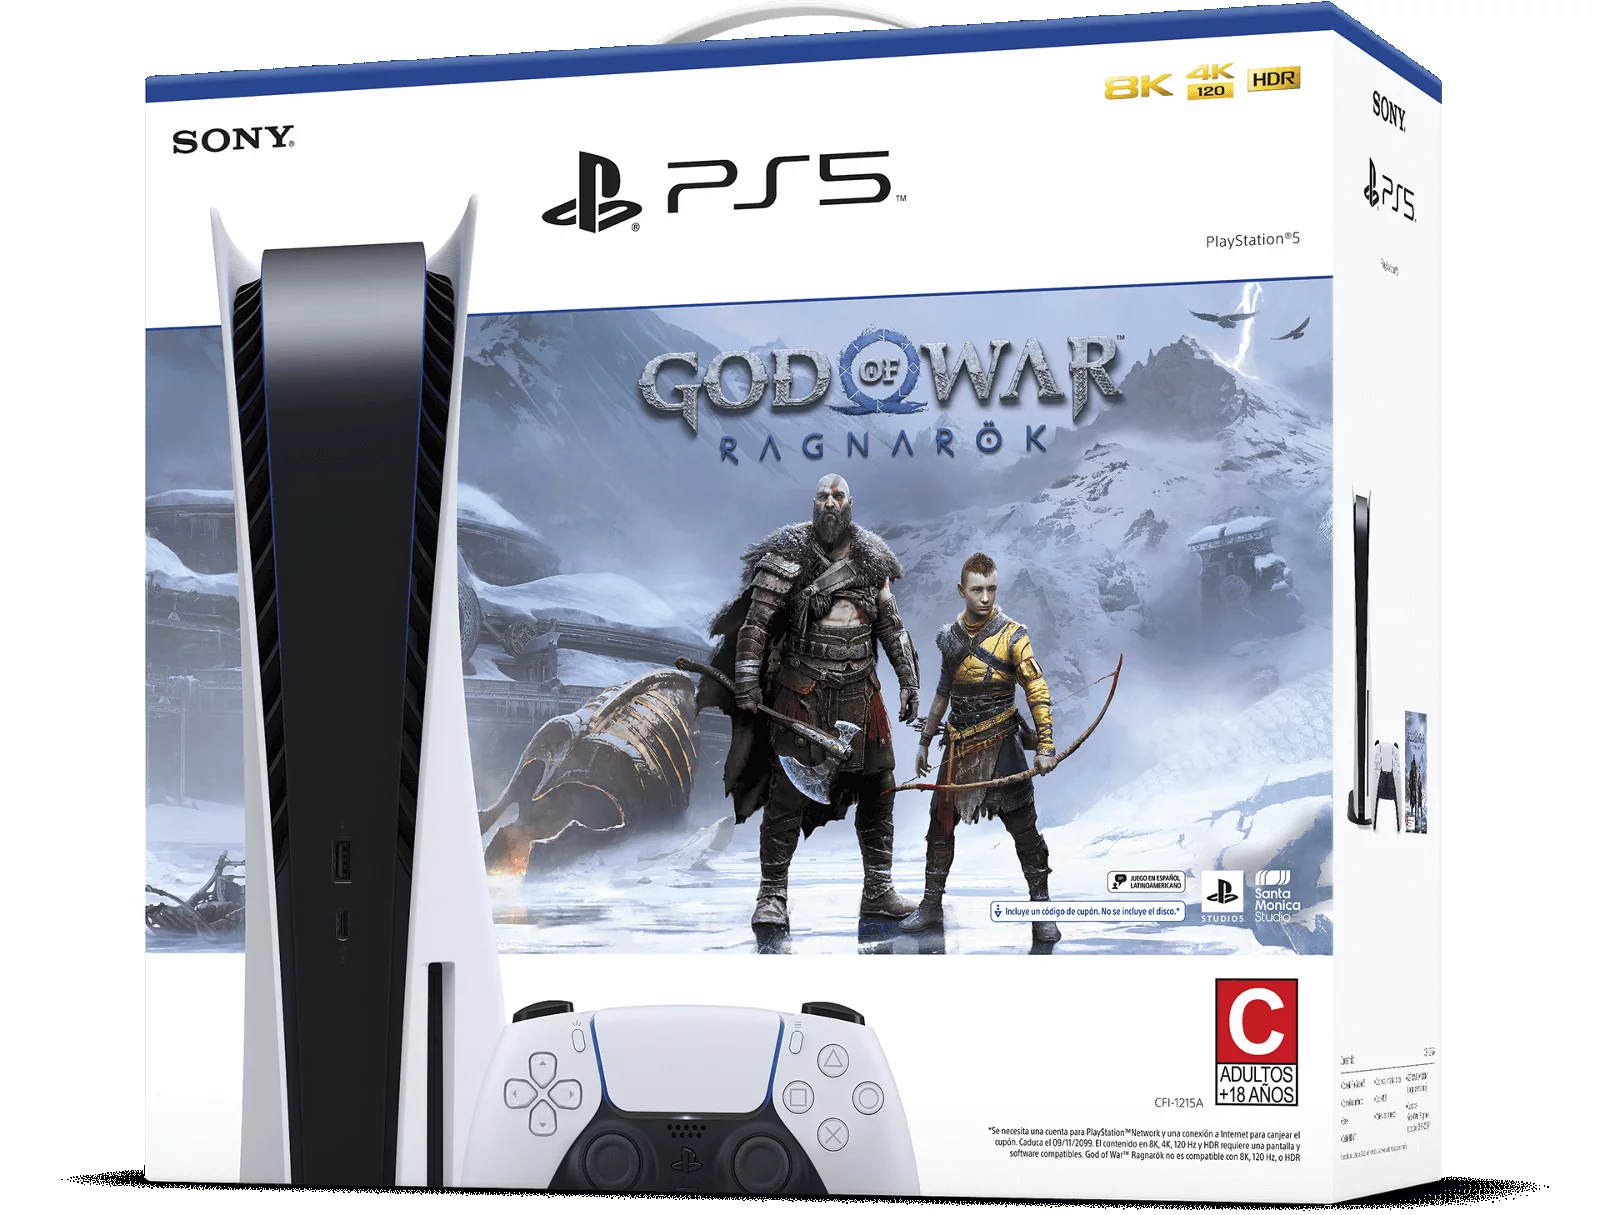 8K 4K 120 HDR
SONY®
PS5™
PlayStation®5
GOD OF WAR™
RAGNARÖK
JUEGO EN ESPAÑOL
LATINOAMERICANO
Incluye un código de cupón. No se incluye el disco.*
STUDIOS
Santa
Monica
Studio
C
ADULTOS
+18 AÑOS
CFI-1215A
*Se necesita una cuenta para PlayStation™Network y una conexión a Internet para canjear el
cupón. Caduca el 09/11/2099. El contenido en 8K, 4K, 120 Hz y HDR requiere una pantalla y
software compatibles. God of War™ Ragnarök no es compatible con 8K, 120 Hz, o HDR
SONY
PS5